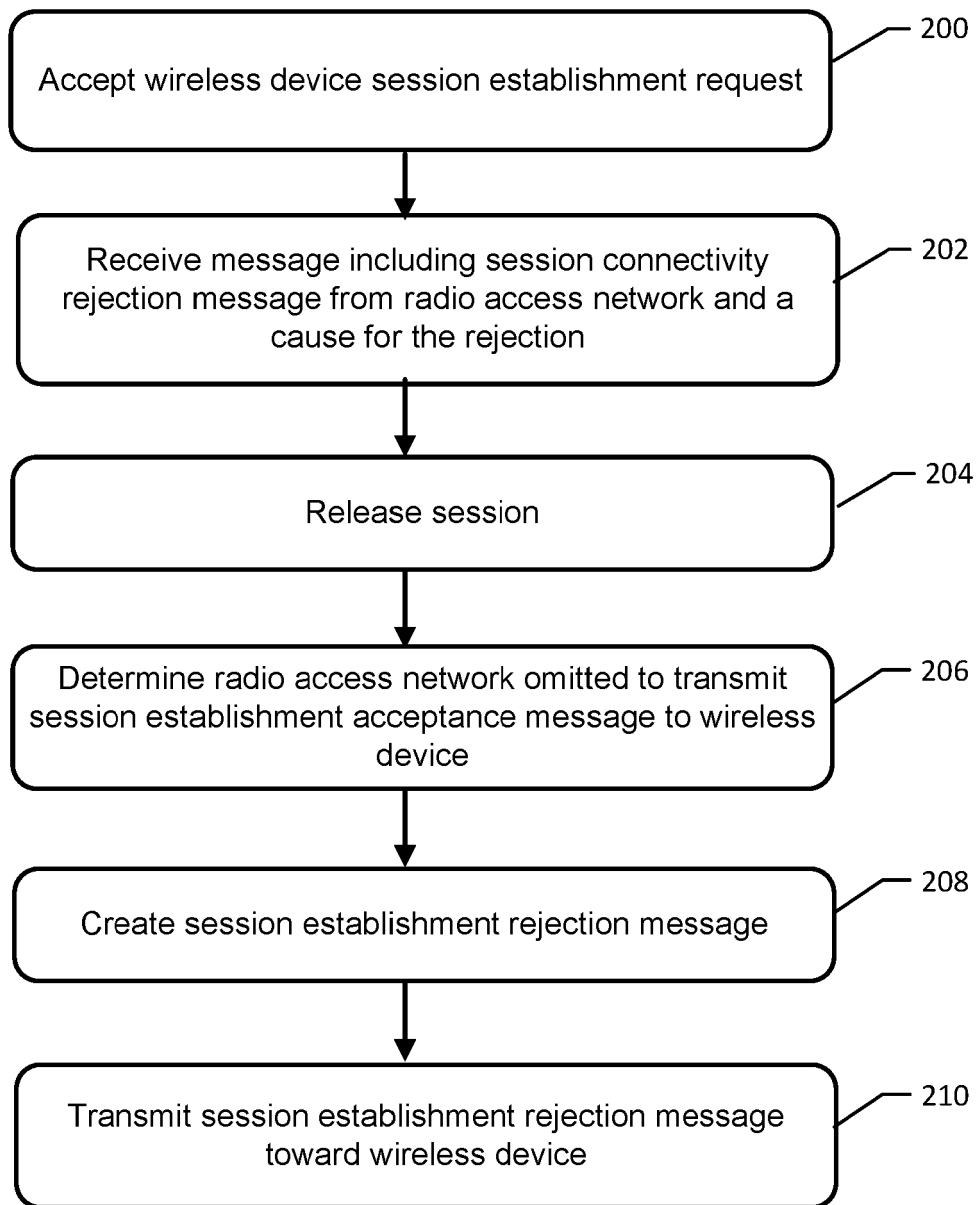 200
Accept wireless device session establishment request
202
Receive message including session connectivity
rejection message from radio access network and a
cause for the rejection
204
Release session
206
Determine radio access network omitted to transmit
session establishment acceptance message to wireless
device
208
Create session establishment rejection message
210
Transmit session establishment rejection message
toward wireless device